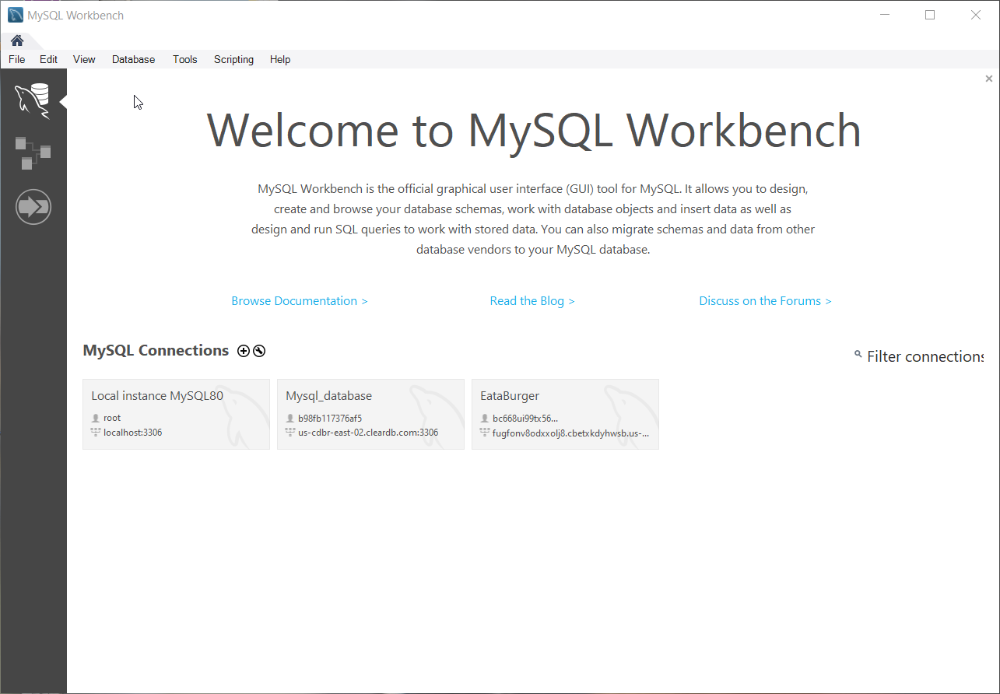 MySQL Workbench
File Edit View Database Tools Scripting Help
Welcome to MySQL Workbench
MySQL Workbench is the official graphical user interface (GUI) tool for MySQL. It allows you to design,
create and browse your database schemas, work with database objects and insert data as well as
design and run SQL queries to work with stored data. You can also migrate schemas and data from other
database vendors to your MySQL database.
Browse Documentation > Read the Blog > Discuss on the Forums >
MySQL Connections
Filter connections
Local instance MySQL80
root
localhost:3306
Mysql_database
b98fb117376af5
us-cdbr-east-02.cleardb.com:3306
EataBurger
bc668ui99tx56...
fugfonv8odxxolj8.cbetxkdyhwsb.us-...